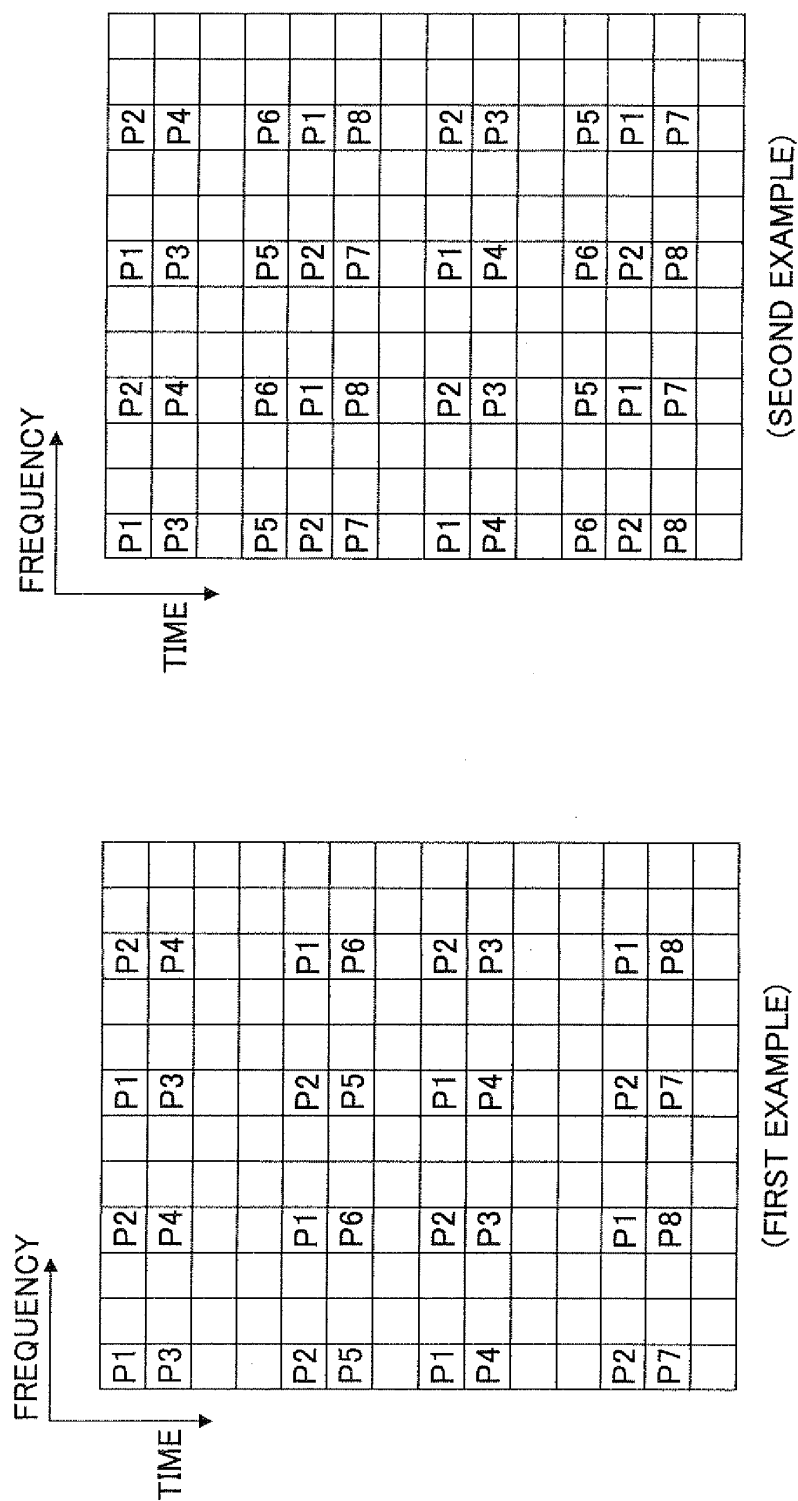 FREQUENCY
TIME
P1 P2 P1 P2
P3 P4 P3 P4
P2 P1 P2 P1
P5 P6 P5 P6
P1 P2 P1 P2
P4 P3 P4 P3
P2 P1 P2 P1
P7 P8 P7 P8
(FIRST EXAMPLE)
FREQUENCY
TIME
P1 P2 P1 P2
P3 P4 P3 P4
P5 P6 P5 P6
P2 P1 P2 P1
P7 P8 P7 P8
P1 P2 P1 P2
P4 P3 P4 P3
P6 P5 P6 P5
P2 P1 P2 P1
P8 P7 P8 P7
(SECOND EXAMPLE)